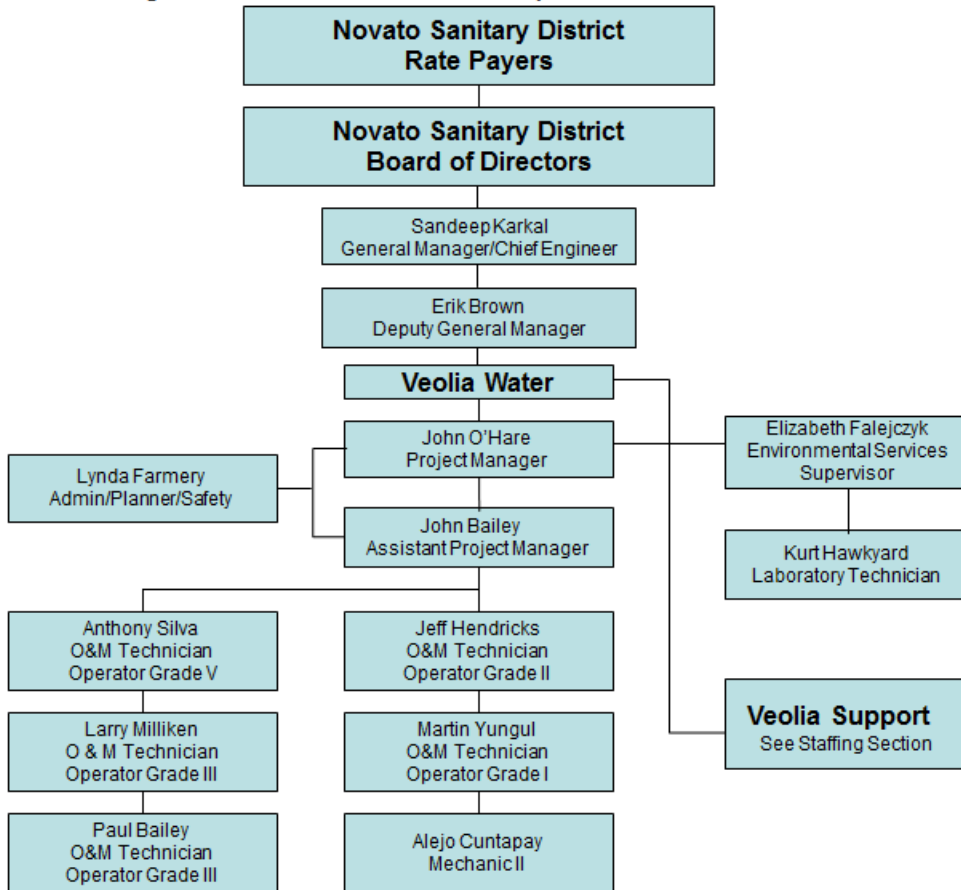 Novato Sanitary District
Rate Payers
Novato Sanitary District
Board of Directors
Sandeep Karkal
General Manager/Chief Engineer
Erik Brown
Deputy General Manager
Veolia Water
John O'Hare
Project Manager
Elizabeth Falejczyk
Environmental Services
Supervisor
Lynda Farmery
Admin/Planner/Safety
John Bailey
Assistant Project Manager
Kurt Hawkyard
Laboratory Technician
Anthony Silva
O&M Technician
Operator Grade V
Jeff Hendricks
O&M Technician
Operator Grade II
Larry Milliken
O & M Technician
Operator Grade III
Martin Yungul
O&M Technician
Operator Grade I
Veolia Support
See Staffing Section
Paul Bailey
O&M Technician
Operator Grade III
Alejo Cuntapay
Mechanic II